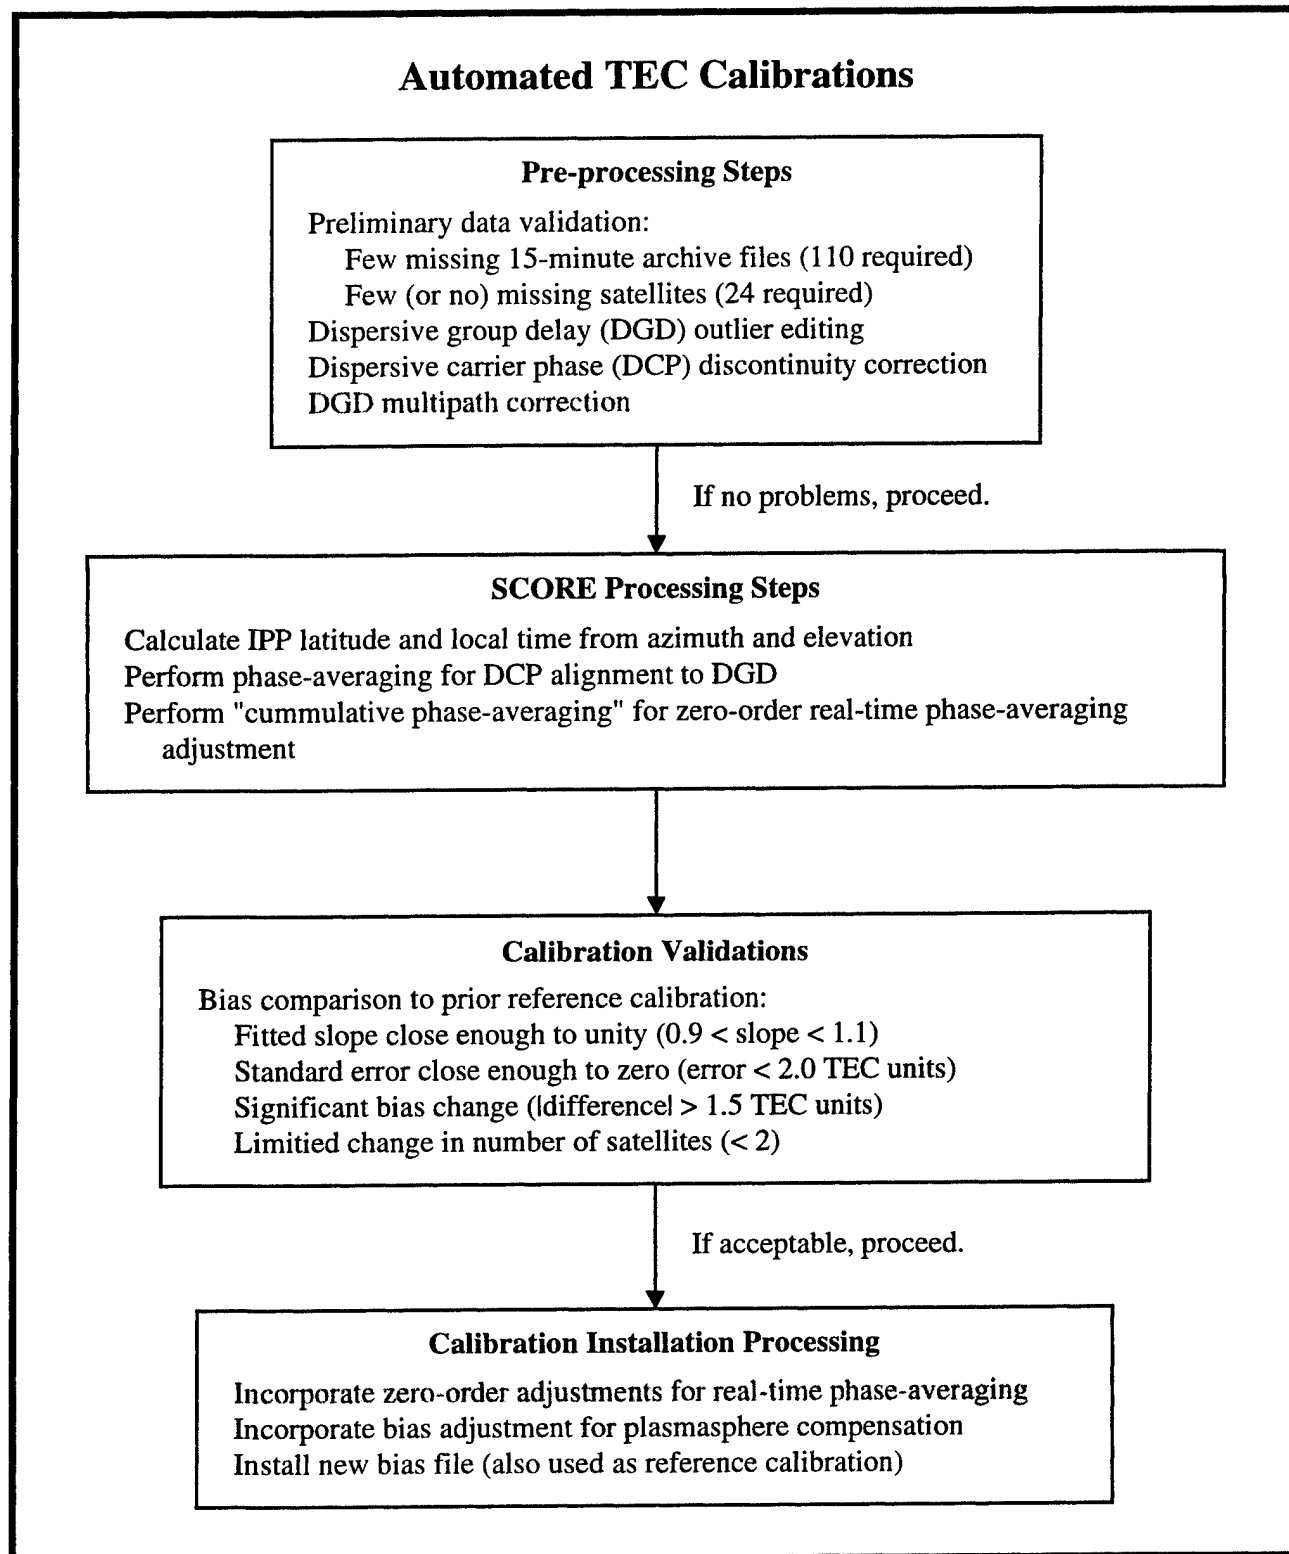 Automated TEC Calibrations
Pre-processing Steps
Preliminary data validation:
Few missing 15-minute archive files (110 required)
Few (or no) missing satellites (24 required)
Dispersive group delay (DGD) outlier editing
Dispersive carrier phase (DCP) discontinuity correction
DGD multipath correction
If no problems, proceed.
SCORE Processing Steps
Calculate IPP latitude and local time from azimuth and elevation
Perform phase-averaging for DCP alignment to DGD
Perform "cummulative phase-averaging" for zero-order real-time phase-averaging
adjustment
Calibration Validations
Bias comparison to prior reference calibration:
Fitted slope close enough to unity (0.9 < slope < 1.1)
Standard error close enough to zero (error < 2.0 TEC units)
Significant bias change (|difference| > 1.5 TEC units)
Limitied change in number of satellites (< 2)
If acceptable, proceed.
Calibration Installation Processing
Incorporate zero-order adjustments for real-time phase-averaging
Incorporate bias adjustment for plasmasphere compensation
Install new bias file (also used as reference calibration)